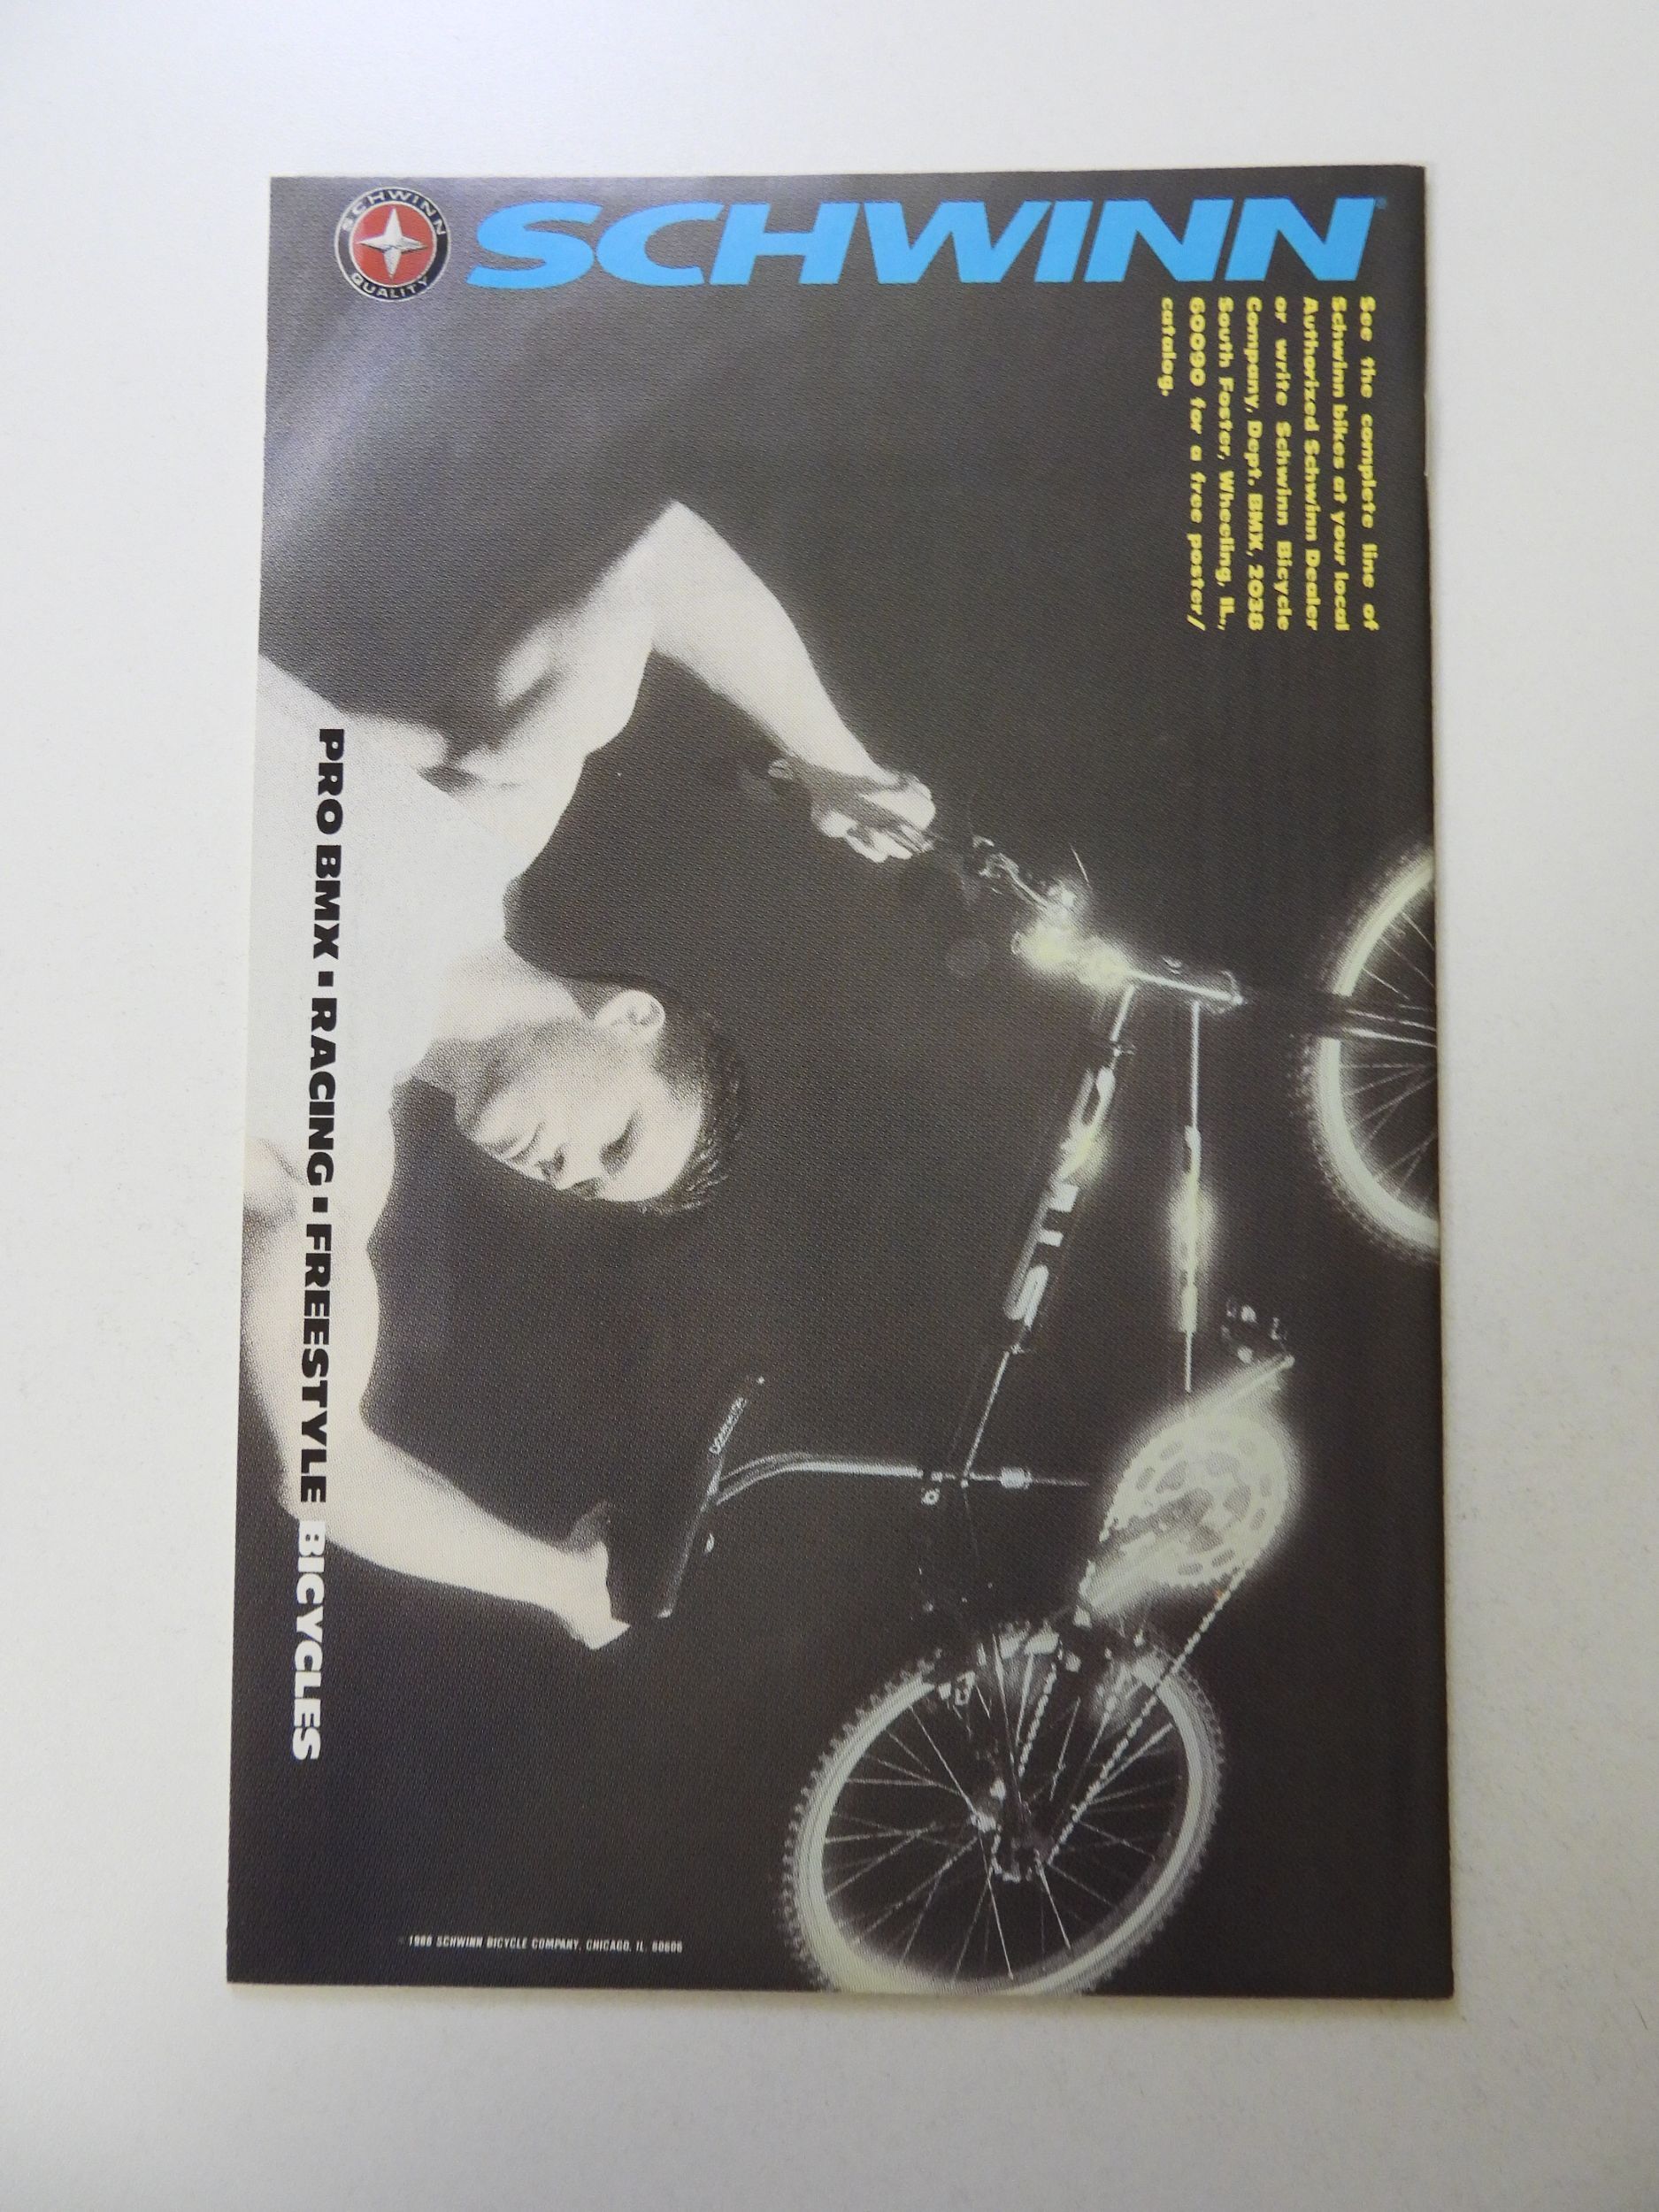 SCHWINN
QUALITY
SCHWINN®
See the complete line of
Schwinn bikes at your local
Authorized Schwinn Dealer
or write Schwinn Bicycle
Company, Dept. BMX, 2038
South Foster, Wheeling, IL.,
60090 for a free poster/
catalog.
STING
PRO BMX ▪ RACING ▪ FREESTYLE BICYCLES
1988 SCHWINN BICYCLE COMPANY, CHICAGO, IL. 60606